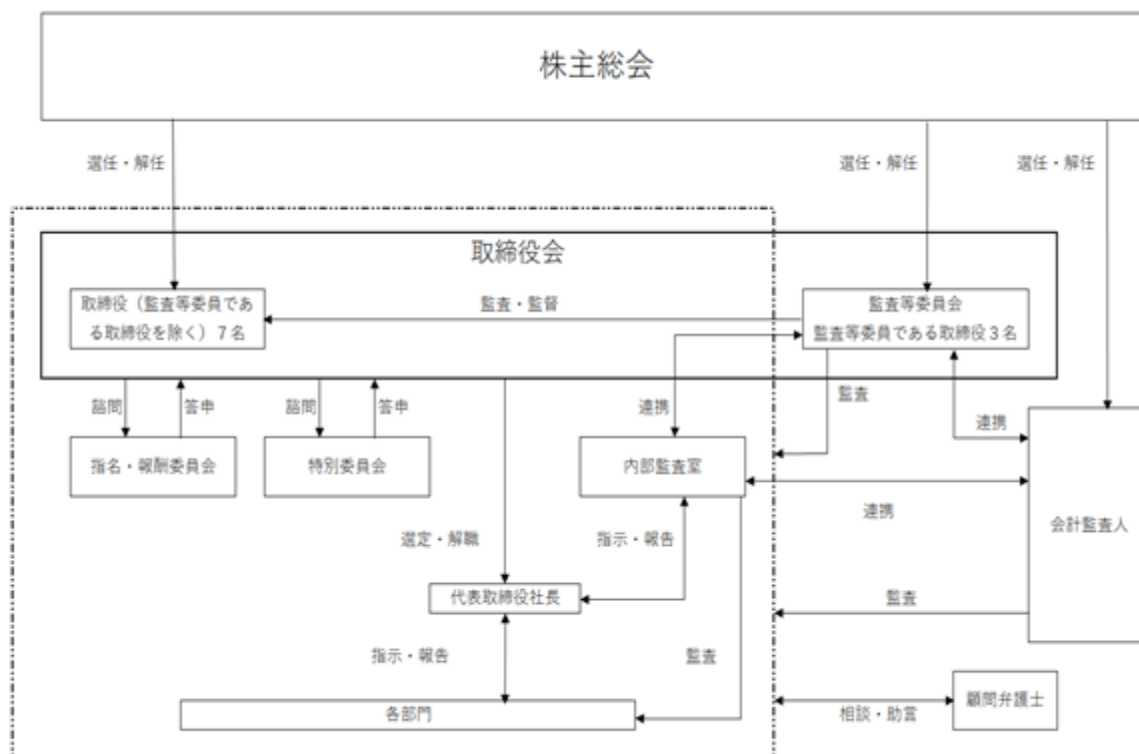 株主総会
選任・解任
選任・解任
選任・解任
取締役会
取締役（監査等委員であ
る取締役を除く）７名
監査・監督
監査等委員会
監査等委員である取締役３名
諮問
答申
諮問
答申
連携
監査
連携
指名・報酬委員会
特別委員会
内部監査室
連携
会計監査人
選定・解職
指示・報告
代表取締役社長
監査
指示・報告
監査
各部門
相談・助言
顧問弁護士